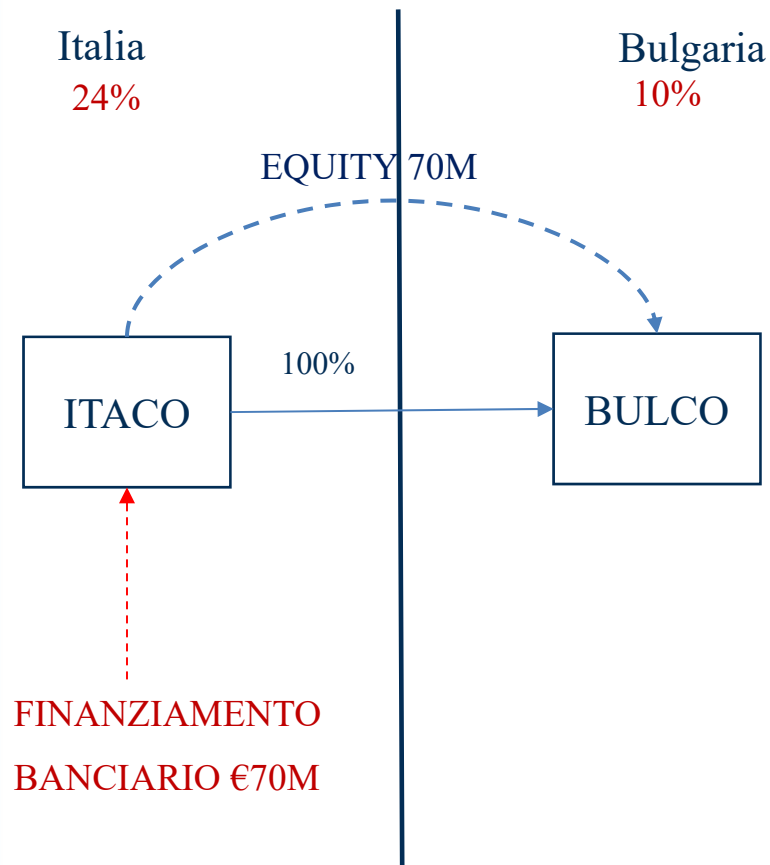 Italia
24%
Bulgaria
10%
EQUITY 70M
100%
ITACO
BULCO
FINANZIAMENTO
BANCIARIO €70M